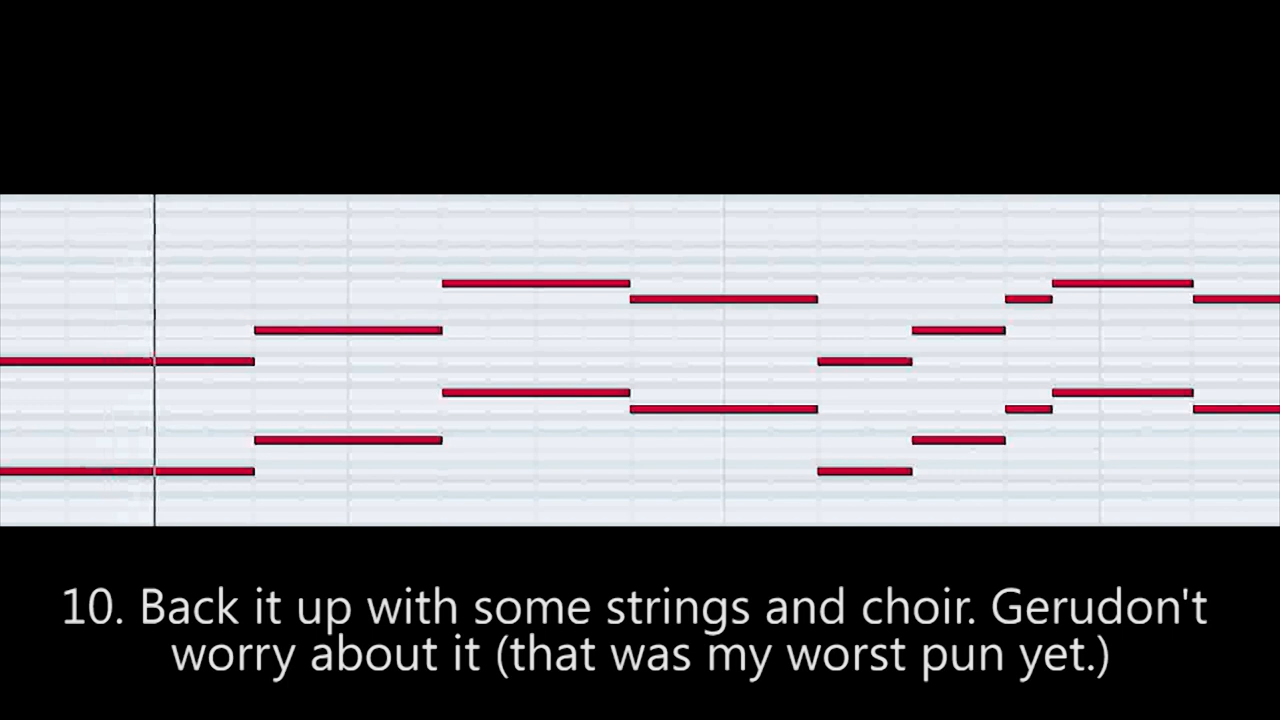 10. Back it up with some strings and choir. Gerudon't
worry about it (that was my worst pun yet.)